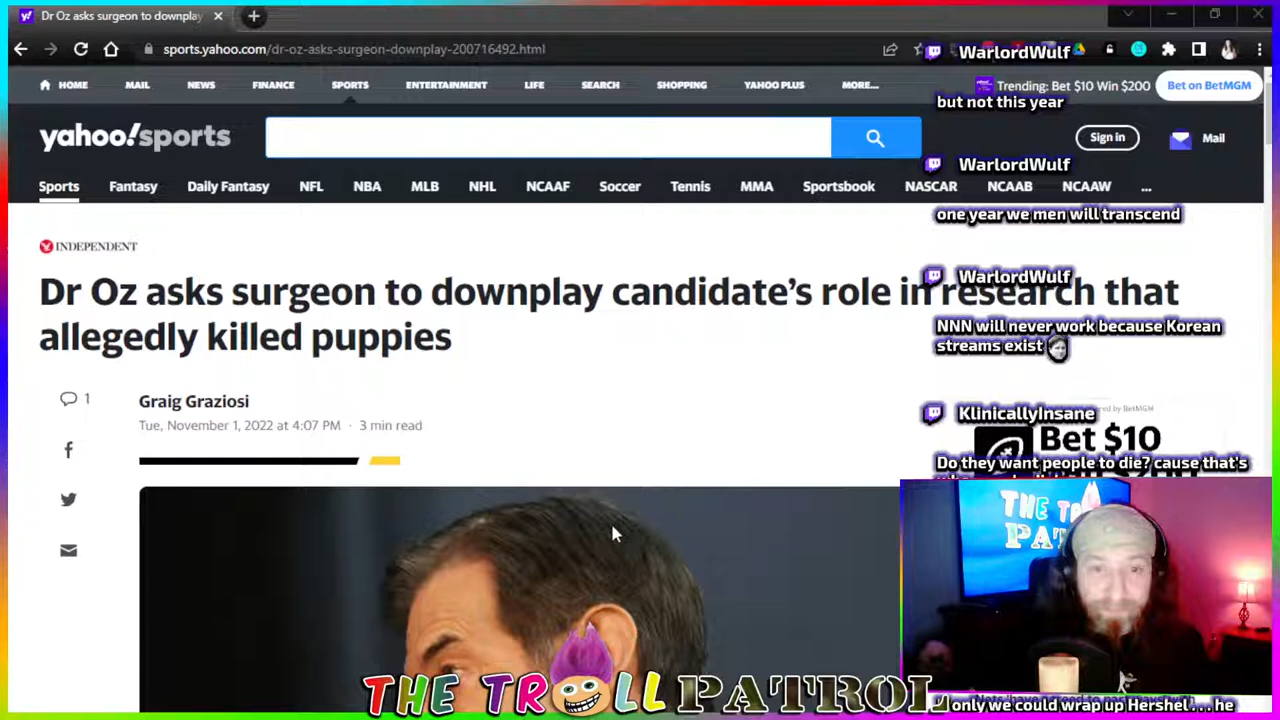 Dr Oz asks surgeon to downplay
sports.yahoo.com/dr-oz-asks-surgeon-downplay-200716492.html
HOME MAIL NEWS FINANCE SPORTS ENTERTAINMENT LIFE SEARCH SHOPPING YAHOO PLUS MORE...
Trending: Bet $10 Win $200
Bet on BetMGM
yahoo!sports
Sign in
Mail
Sports Fantasy Daily Fantasy NFL NBA MLB NHL NCAAF Soccer Tennis MMA Sportsbook NASCAR NCAAB NCAAW ...
INDEPENDENT
Dr Oz asks surgeon to downplay candidate's role in research that
allegedly killed puppies
1
Graig Graziosi
Tue, November 1, 2022 at 4:07 PM · 3 min read
WarlordWulf
but not this year
WarlordWulf
one year we men will transcend
WarlordWulf
NNN will never work because Korean
streams exist
KlinicallyInsane
by BetMGM
Bet $10
Do they want people to die? cause that's
THE TROLL PATROL
only we could wrap up Hershel . . . he